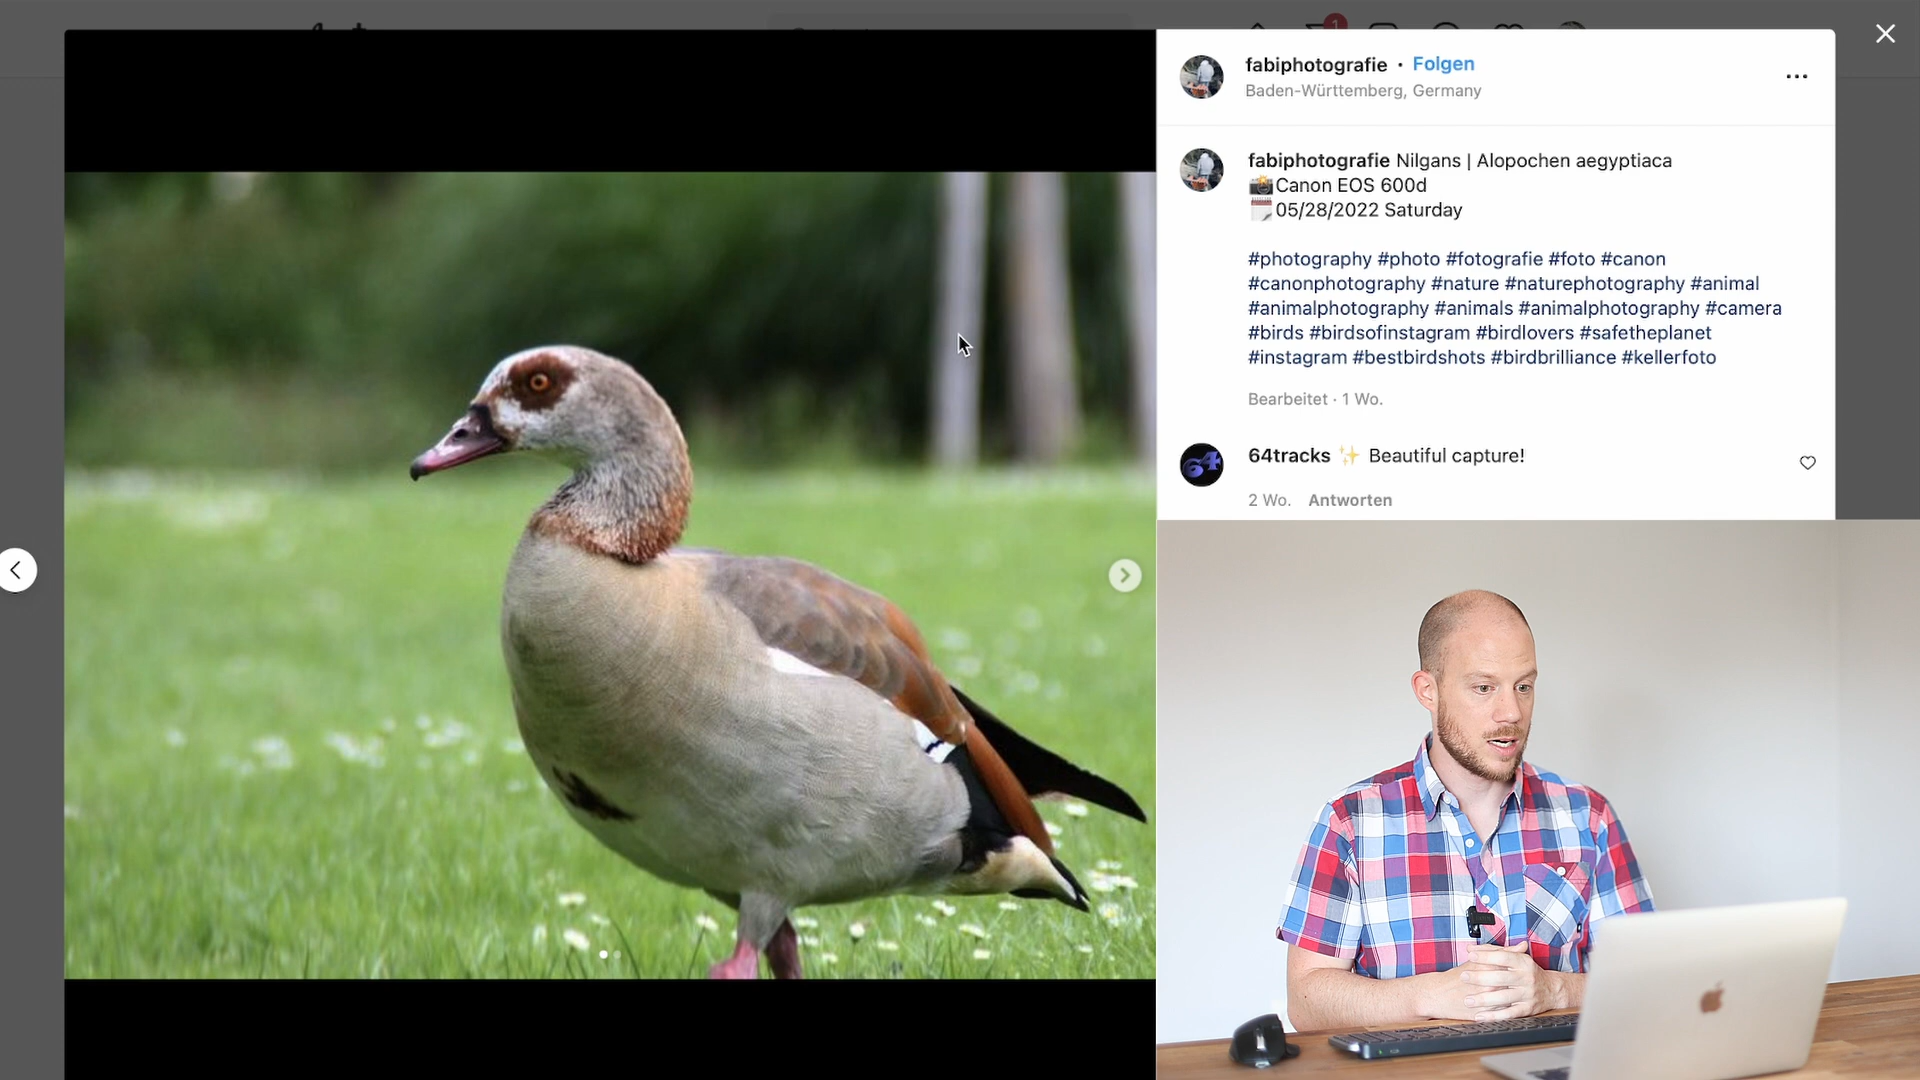 1
fabiphotografie • Folgen
Baden-Württemberg, Germany
fabiphotografie Nilgans | Alopochen aegyptiaca
Canon EOS 600d
05/28/2022 Saturday
#photography #photo #fotografie #foto #canon
#canonphotography #nature #naturephotography #animal
#animalphotography #animals #animalphotography #camera
#birds #birdsofinstagram #birdlovers #safetheplanet
#instagram #bestbirdshots #birdbrilliance #kellerfoto
Bearbeitet · 1 Wo.
64
64tracks ✨ Beautiful capture!
2 Wo. Antworten